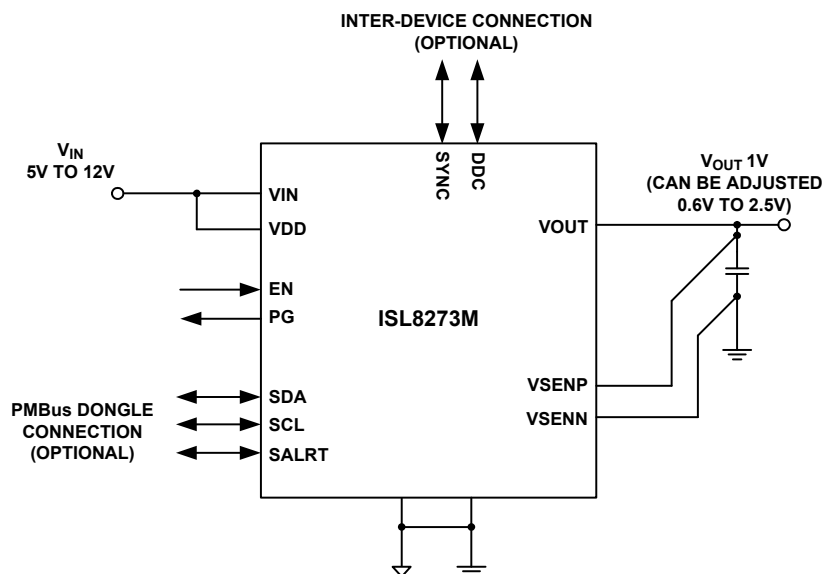 INTER-DEVICE CONNECTION
(OPTIONAL)
VIN
5V TO 12V
SYNC
DDC
VOUT 1V
(CAN BE ADJUSTED
0.6V TO 2.5V)
VIN
VDD
VOUT
EN
PG
ISL8273M
PMBus DONGLE
CONNECTION
(OPTIONAL)
SDA
SCL
SALRT
VSENP
VSENN